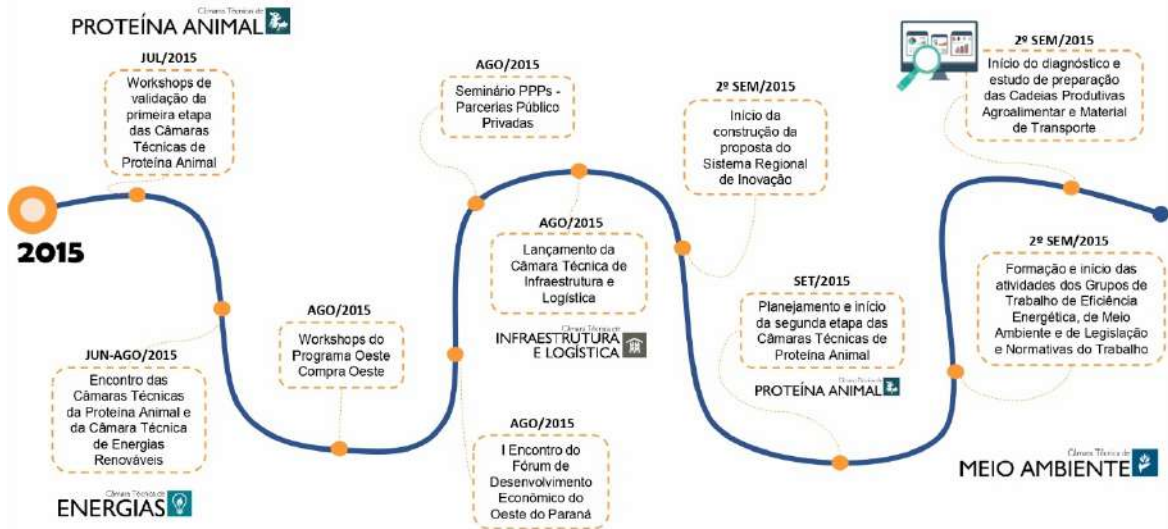 Câmara Técnica de
PROTEÍNA ANIMAL
JUL/2015
Workshops de
validação da
primeira etapa
das Câmaras
Técnicas de
Proteína Animal
2015
JUN-AGO/2015
Encontro das
Câmaras Técnicas
da Proteína Animal e
da Câmara Técnica
de Energias
Renováveis
Câmara Técnica de
ENERGIAS
AGO/2015
Workshops do
Programa Oeste
Compra Oeste
AGO/2015
I Encontro do
Fórum de
Desenvolvimento
Econômico do
Oeste do Paraná
AGO/2015
Seminário PPPs -
Parcerias Público
Privadas
AGO/2015
Lançamento da
Câmara Técnica de
Infraestrutura e
Logística
Câmara Técnica de
INFRAESTRUTURA
E LOGÍSTICA
2º SEM/2015
Início da
construção da
proposta do
Sistema Regional
de Inovação
SET/2015
Planejamento e início
da segunda etapa das
Câmaras Técnicas de
Proteína Animal
Câmara Técnica de
PROTEÍNA ANIMAL
2º SEM/2015
Formação e início das
atividades dos Grupos de
Trabalho de Eficiência
Energética, de Meio
Ambiente e de Legislação
e Normativas do Trabalho
Câmara Técnica de
MEIO AMBIENTE
2º SEM/2015
Início do diagnóstico e
estudo de preparação
das Cadeias Produtivas
Agroalimentar e Material
de Transporte